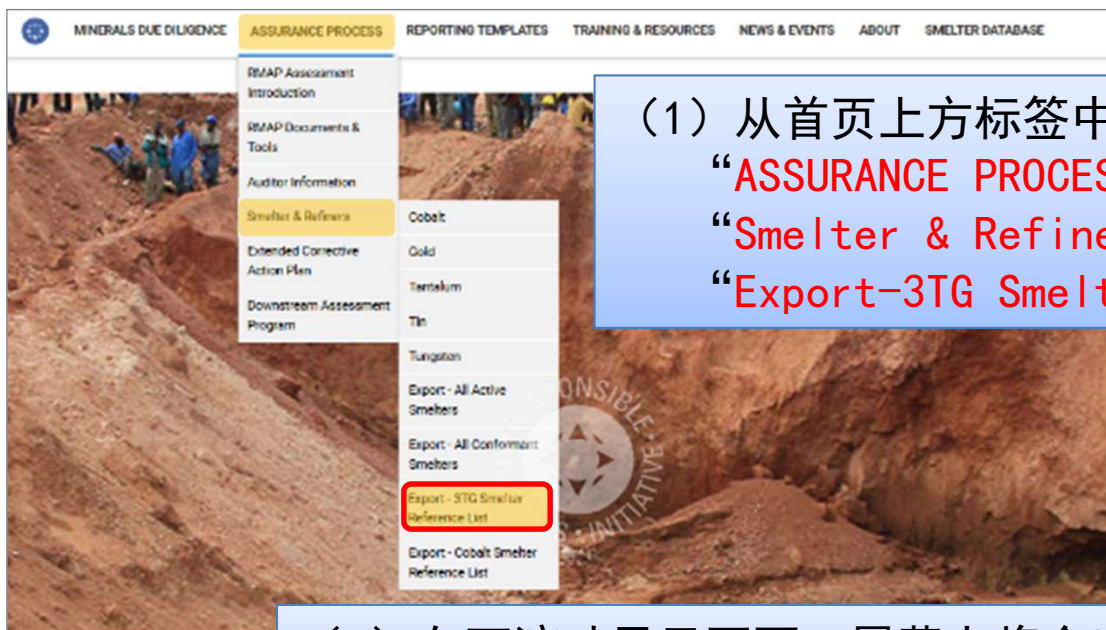 MINERALS DUE DILIGENCE ASSURANCE PROCESS REPORTING TEMPLATES TRAINING & RESOURCES NEWS & EVENTS ABOUT SMELTER DATABASE
RMAP Assessment
Introduction
RMAP Documents &
Tools
Auditor Information
Smelter & Refiners
Extended Corrective
Action Plan
Downstream Assessment
Program
Cobalt
Gold
Tantalum
Tin
Tungsten
Export - All Active
Smelters
Export - All Conformant
Smelters
Export - 3TG Smelter
Reference List
Export - Cobalt Smelter
Reference List
(1) 从首页上方标签中
“ASSURANCE PROCES
“Smelter & Refine
“Export-3TG Smelt
INITIATIVE